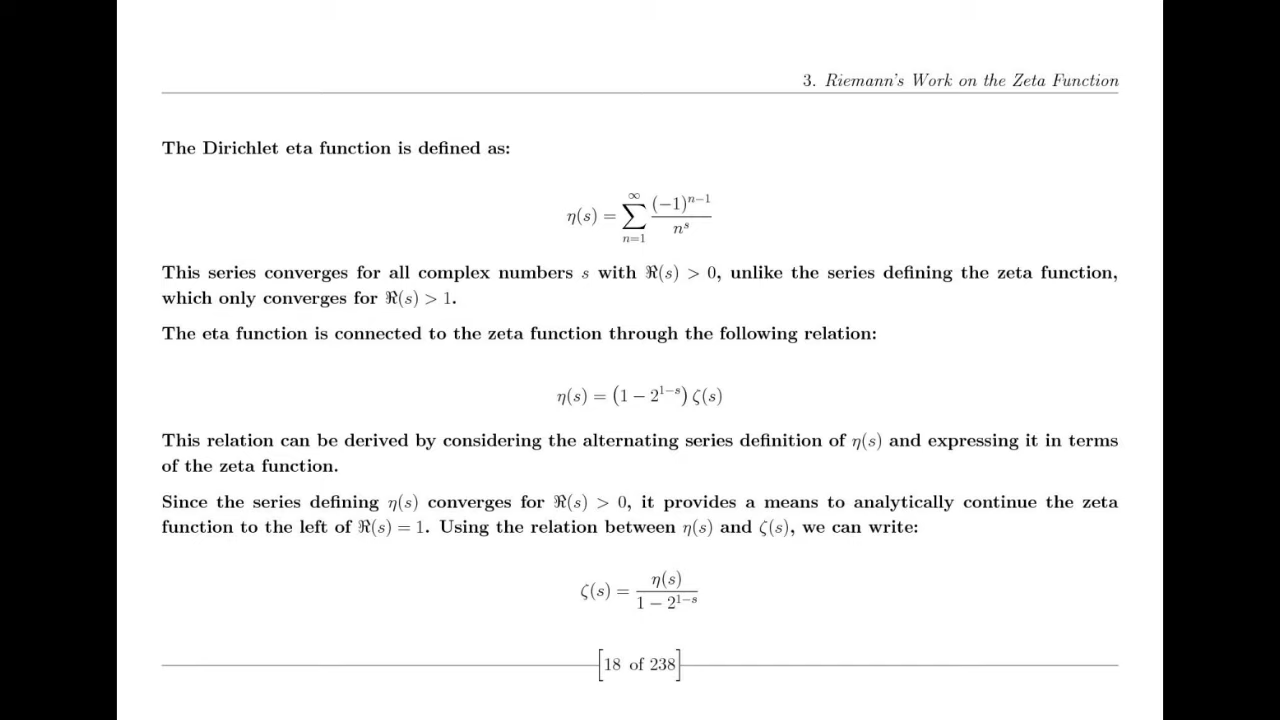 3. Riemann's Work on the Zeta Function
The Dirichlet eta function is defined as:
η(s) = ∑_{n=1}^{∞} \frac{(−1)^{n−1}}{n^s}
This series converges for all complex numbers s with ℜ(s) > 0, unlike the series defining the zeta function,
which only converges for ℜ(s) > 1.
The eta function is connected to the zeta function through the following relation:
η(s) = (1 − 2^{1−s}) ζ(s)
This relation can be derived by considering the alternating series definition of η(s) and expressing it in terms
of the zeta function.
Since the series defining η(s) converges for ℜ(s) > 0, it provides a means to analytically continue the zeta
function to the left of ℜ(s) = 1. Using the relation between η(s) and ζ(s), we can write:
ζ(s) = \frac{η(s)}{1 − 2^{1−s}}
[18 of 238]